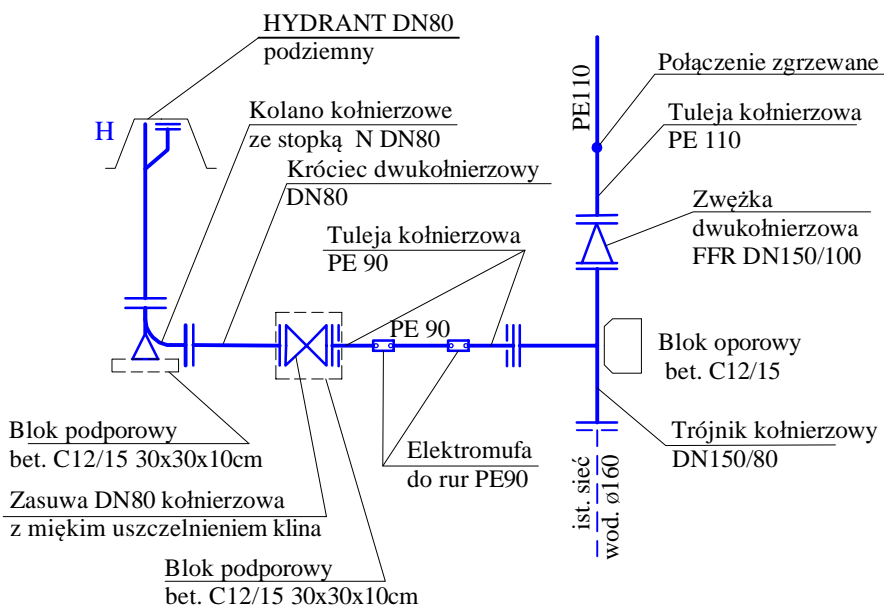 HYDRANT DN80
podziemny
H
Kolano kołnierzowe
ze stopką N DN80
Króciec dwukołnierzowy
DN80
Tuleja kołnierzowa
PE 90
PE 90
PE110
Połączenie zgrzewane
Tuleja kołnierzowa
PE 110
Zwężka
dwukołnierzowa
FFR DN150/100
Blok oporowy
bet. C12/15
Trójnik kołnierzowy
DN150/80
Blok podporowy
bet. C12/15 30x30x10cm
Elektromufa
do rur PE90
ist. sieć
wod. ø160
Zasuwa DN80 kołnierzowa
z miękim uszczelnieniem klina
Blok podporowy
bet. C12/15 30x30x10cm